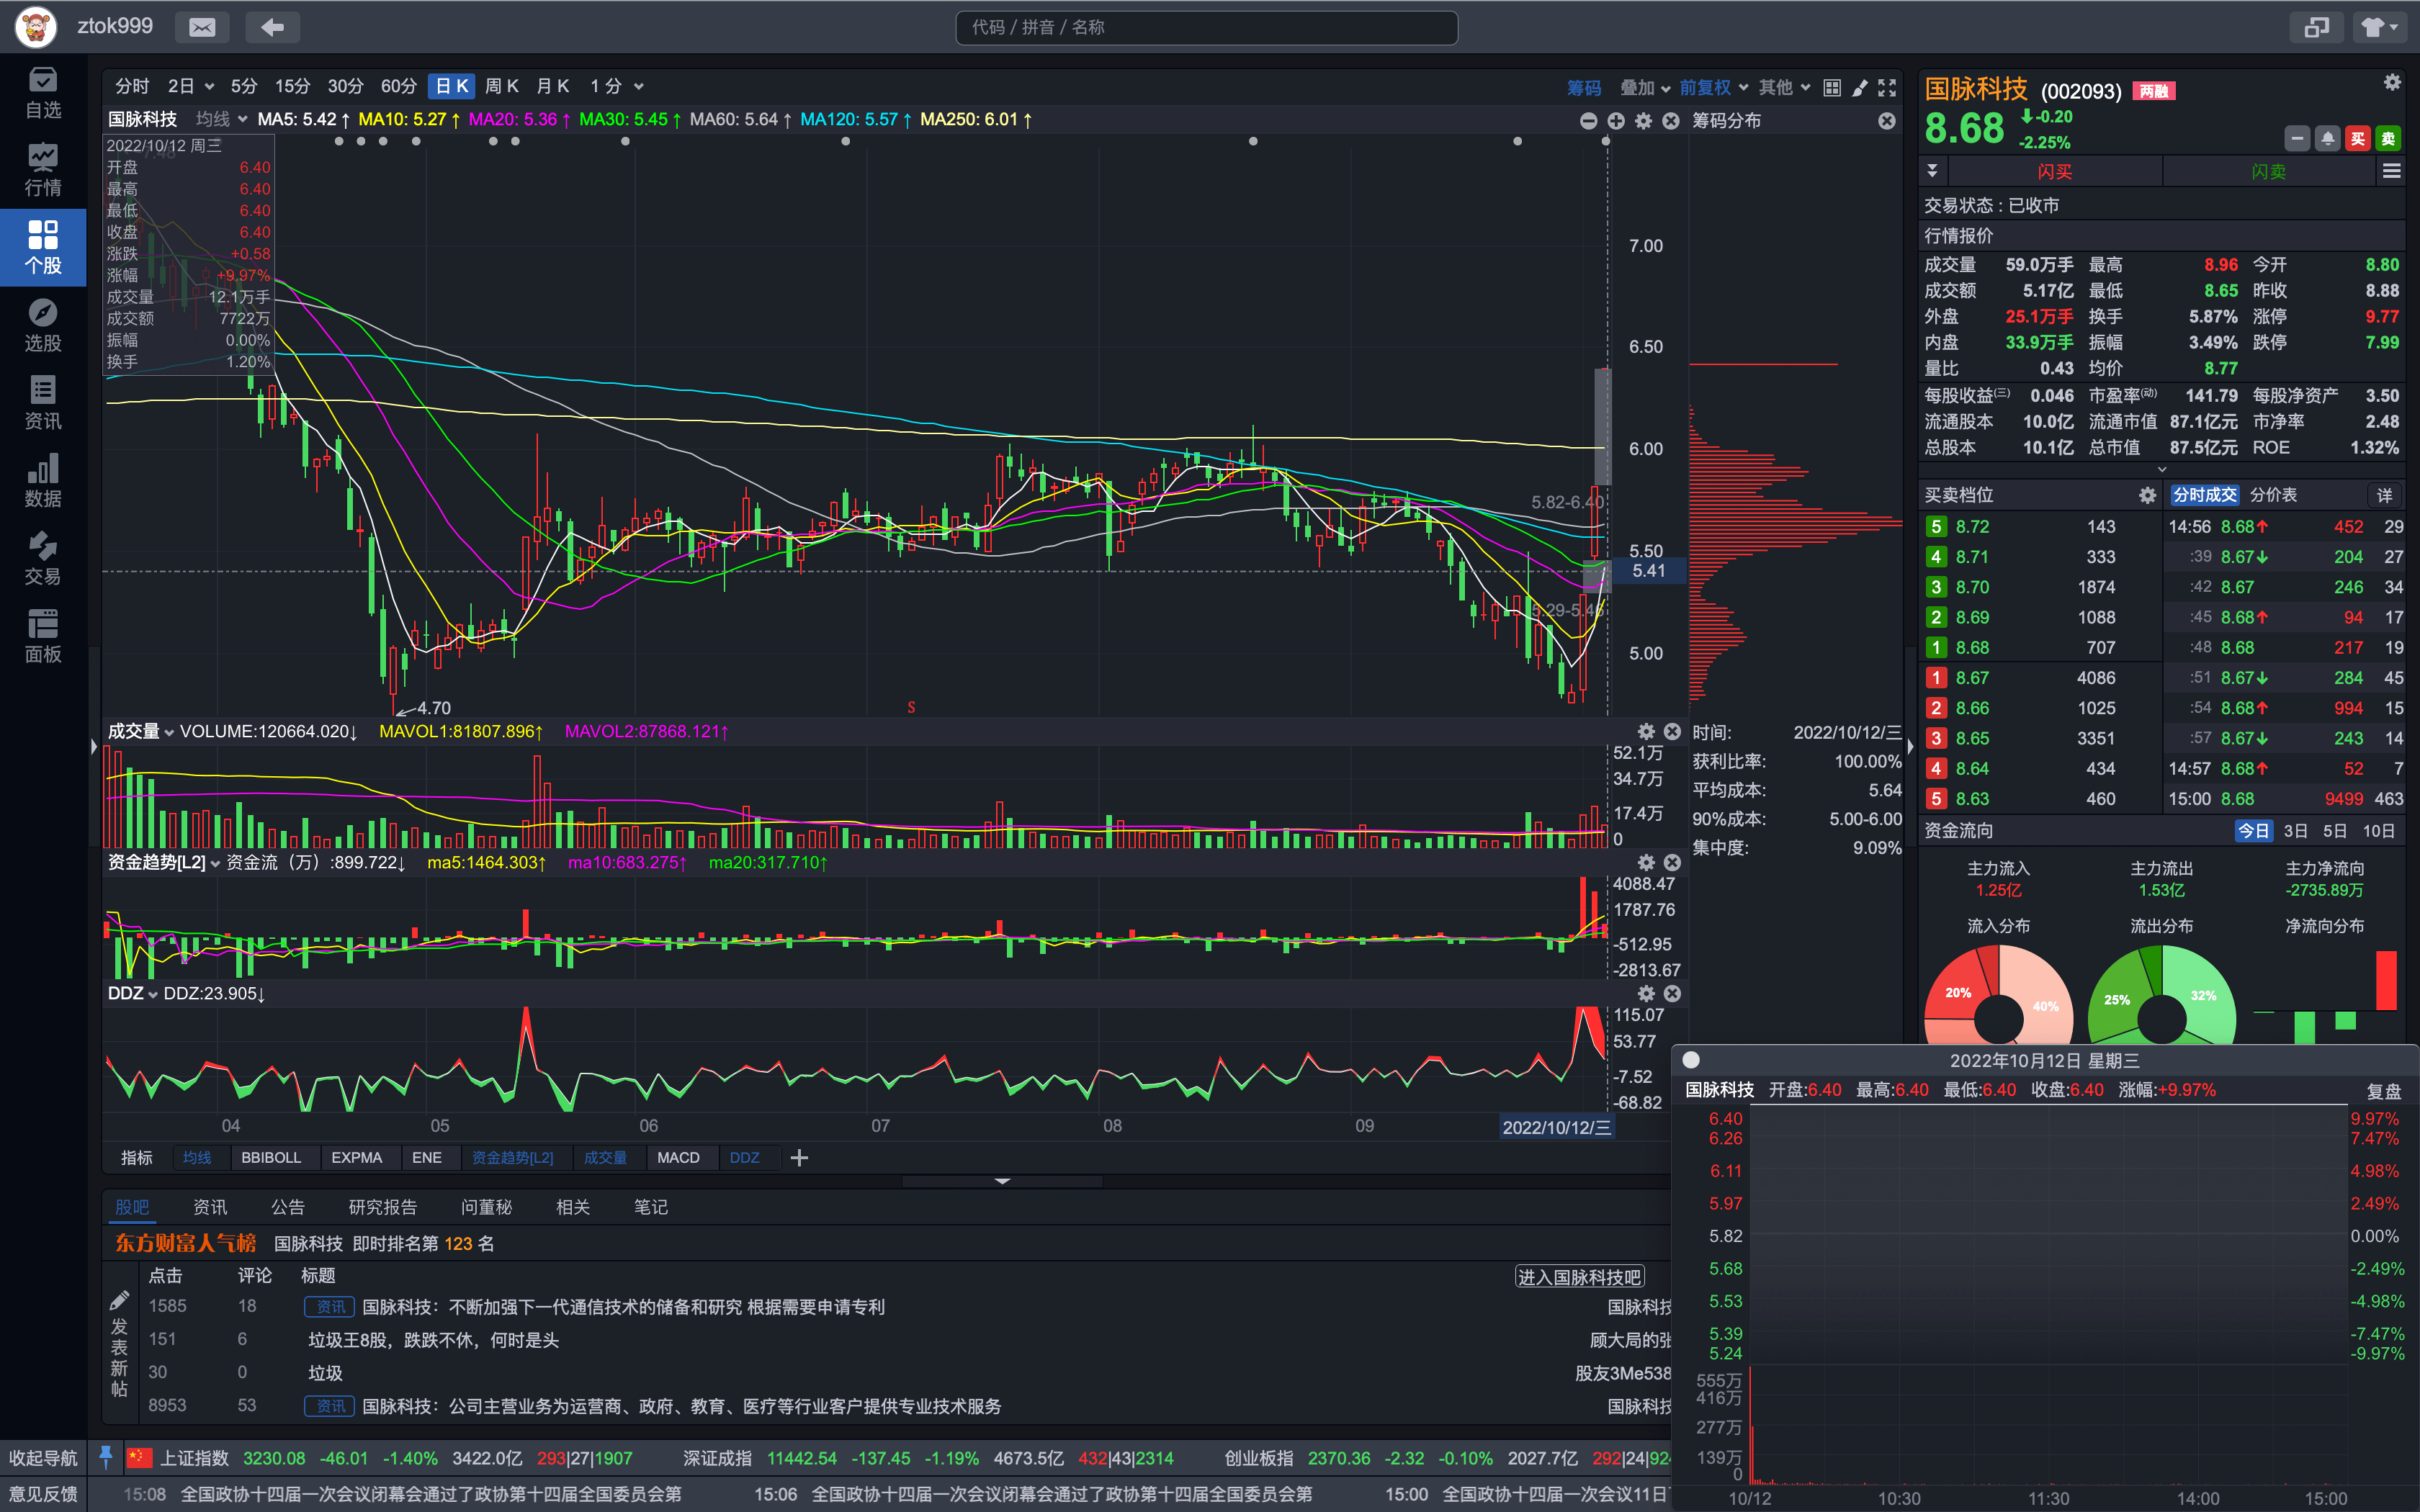 ztok999
代码 / 拼音 / 名称
自选
行情
个股
选股
资讯
数据
交易
面板
收起导航
意见反馈
分时 2日 5分 15分 30分 60分 日K 周K 月K 1分
筹码 叠加 前复权 其他
国脉科技 均线 MA5: 5.42↑ MA10: 5.27↑ MA20: 5.36↑ MA30: 5.45↑ MA60: 5.64↑ MA120: 5.57↑ MA250: 6.01↑
筹码分布
2022/10/12 周三
开盘 6.40
最高 6.40
最低 6.40
收盘 6.40
涨跌 +0.58
涨幅 +9.97%
成交量 12.1万手
成交额 7722万
振幅 0.00%
换手 1.20%
7.00
6.50
6.00
5.82-6.40
5.50
5.41
5.29-5.46
5.00
4.70
S
成交量 VOLUME:120664.020↓ MAVOL1:81807.896↑ MAVOL2:87868.121↑
52.1万
34.7万
17.4万
0
资金趋势[L2] 资金流（万）:899.722↓ ma5:1464.303↑ ma10:683.275↑ ma20:317.710↑
4088.47
1787.76
-512.95
-2813.67
DDZ DDZ:23.905↓
115.07
53.77
-7.52
-68.82
04 05 06 07 08 09 2022/10/12/三
指标 均线 BBIBOLL EXPMA ENE 资金趋势[L2] 成交量 MACD DDZ
时间: 2022/10/12/三
获利比率: 100.00%
平均成本: 5.64
90%成本: 5.00-6.00
集中度: 9.09%
股吧 资讯 公告 研究报告 问董秘 相关 笔记
东方财富人气榜 国脉科技 即时排名第 123 名
点击 评论 标题 进入国脉科技吧
发表新帖
1585 18 资讯 国脉科技：不断加强下一代通信技术的储备和研究 根据需要申请专利 国脉科技
151 6 垃圾王8股，跌跌不休，何时是头 顾大局的张
30 0 垃圾 股友3Me538
8953 53 资讯 国脉科技：公司主营业务为运营商、政府、教育、医疗等行业客户提供专业技术服务 国脉科技
国脉科技 (002093) 两融
8.68 -0.20
-2.25%
买 卖
闪买 闪卖
交易状态 : 已收市
行情报价
成交量 59.0万手 最高 8.96 今开 8.80
成交额 5.17亿 最低 8.65 昨收 8.88
外盘 25.1万手 换手 5.87% 涨停 9.77
内盘 33.9万手 振幅 3.49% 跌停 7.99
量比 0.43 均价 8.77
每股收益(三) 0.046 市盈率(动) 141.79 每股净资产 3.50
流通股本 10.0亿 流通市值 87.1亿元 市净率 2.48
总股本 10.1亿 总市值 87.5亿元 ROE 1.32%
买卖档位
5 8.72 143
4 8.71 333
3 8.70 1874
2 8.69 1088
1 8.68 707
1 8.67 4086
2 8.66 1025
3 8.65 3351
4 8.64 434
5 8.63 460
分时成交 分价表 详
14:56 8.68↑ 452 29
:39 8.67↓ 204 27
:42 8.67 246 34
:45 8.68↑ 94 17
:48 8.68 217 19
:51 8.67↓ 284 45
:54 8.68↑ 994 15
:57 8.67↓ 243 14
14:57 8.68↑ 52 7
15:00 8.68 9499 463
资金流向 今日 3日 5日 10日
主力流入 主力流出 主力净流向
1.25亿 1.53亿 -2735.89万
流入分布 流出分布 净流向分布
20% 40% 25% 32%
2022年10月12日 星期三
国脉科技 开盘:6.40 最高:6.40 最低:6.40 收盘:6.40 涨幅:+9.97% 复盘
6.40 9.97%
6.26 7.47%
6.11 4.98%
5.97 2.49%
5.82 0.00%
5.68 -2.49%
5.53 -4.98%
5.39 -7.47%
5.24 -9.97%
555万
416万
277万
139万
0
10/12 10:30 11:30 14:00 15:00
上证指数 3230.08 -46.01 -1.40% 3422.0亿 293|27|1907 深证成指 11442.54 -137.45 -1.19% 4673.5亿 432|43|2314 创业板指 2370.36 -2.32 -0.10% 2027.7亿 292|24|924
15:08 全国政协十四届一次会议闭幕会通过了政协第十四届全国委员会第 15:06 全国政协十四届一次会议闭幕会通过了政协第十四届全国委员会第 15:00 全国政协十四届一次会议11日